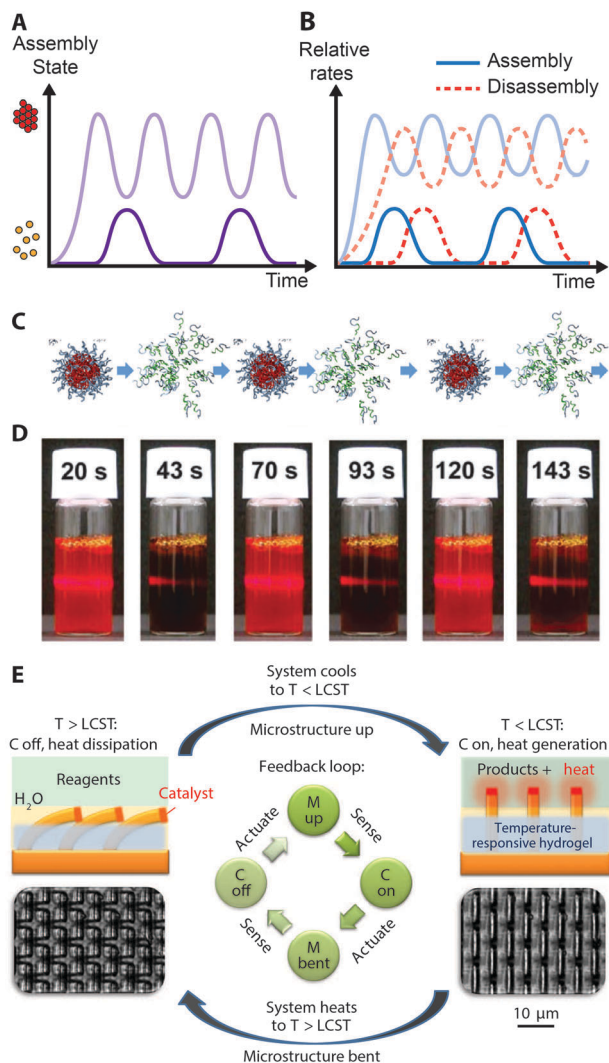 A
Assembly
State
Time
B
Relative
rates
Assembly
Disassembly
Time
C
D
20 s
43 s
70 s
93 s
120 s
143 s
E
System cools
to T < LCST
Microstructure up
T > LCST:
C off, heat dissipation
Reagents
H2O
Catalyst
Feedback loop:
M
up
Sense
C
on
Actuate
M
bent
Sense
C
off
Actuate
T < LCST:
C on, heat generation
Products + heat
Temperature-
responsive hydrogel
10 μm
System heats
to T > LCST
Microstructure bent